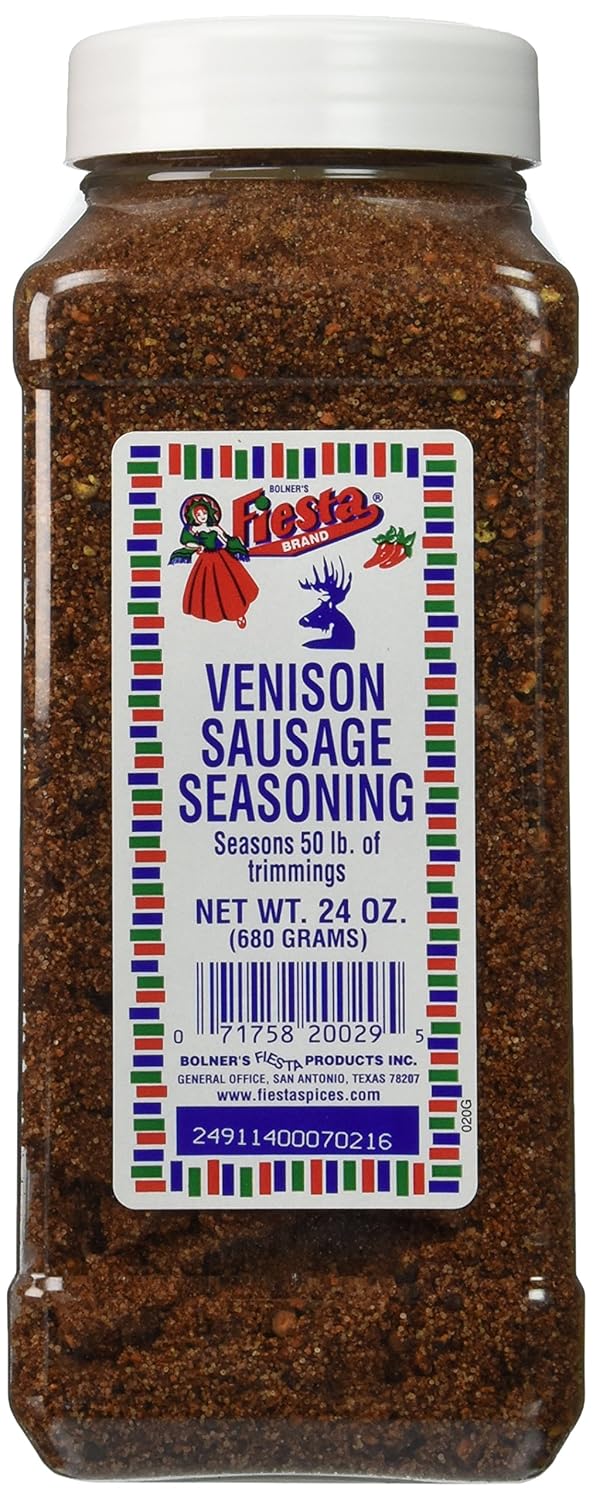 BOLNER'S
Fiesta®
BRAND
VENISON
SAUSAGE
SEASONING
Seasons 50 lb. of
trimmings
NET WT. 24 OZ.
(680 GRAMS)
0 71758 20029 5
BOLNER'S FIESTA PRODUCTS INC.
GENERAL OFFICE, SAN ANTONIO, TEXAS 78207
www.fiestaspices.com
020G
24911400070216